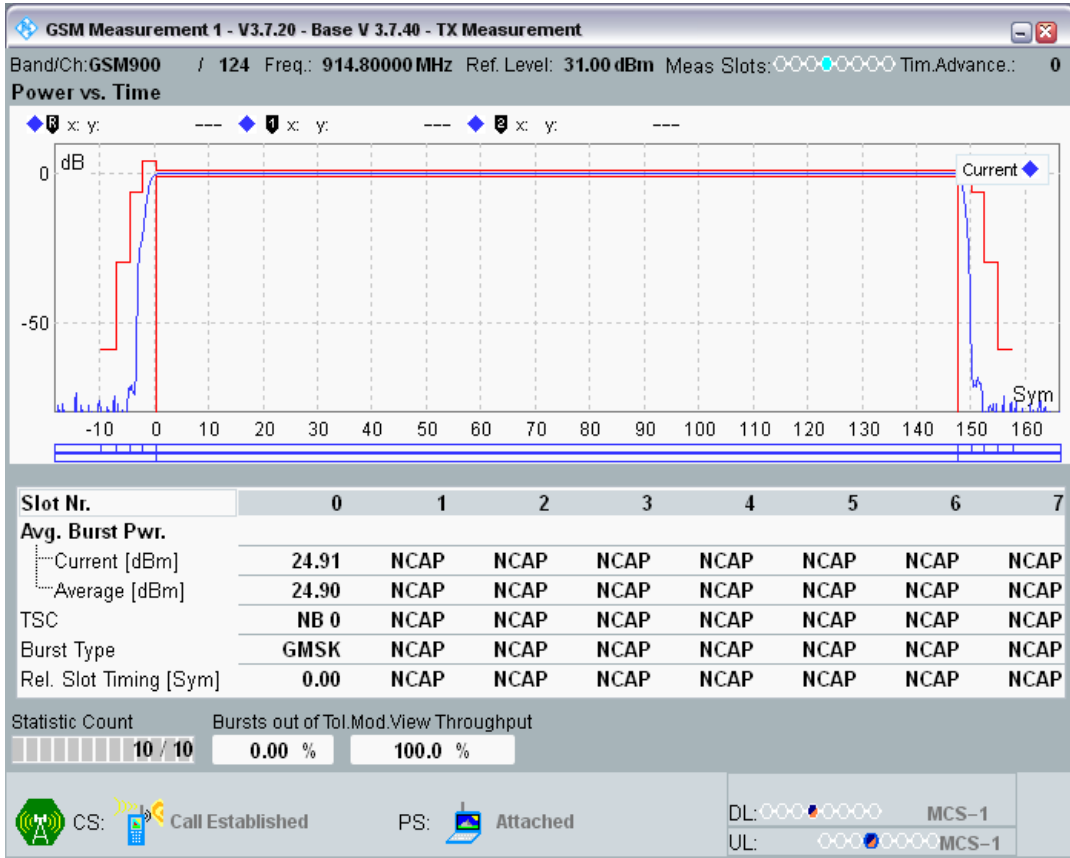 GSM Measurement 1 - V3.7.20 - Base V 3.7.40 - TX Measurement
Band/Ch:GSM900 / 124 Freq.: 914.80000 MHz Ref. Level: 31.00 dBm Meas Slots: Tim.Advance.: 0
Power vs. Time
R x: y: --- 1 x: y: --- 2 x: y: ---
dB
0
Current
-50
Sym
-10 0 10 20 30 40 50 60 70 80 90 100 110 120 130 140 150 160
Slot Nr. 0 1 2 3 4 5 6 7
Avg. Burst Pwr.
Current [dBm] 24.91 NCAP NCAP NCAP NCAP NCAP NCAP NCAP
Average [dBm] 24.90 NCAP NCAP NCAP NCAP NCAP NCAP NCAP
TSC NB 0 NCAP NCAP NCAP NCAP NCAP NCAP NCAP
Burst Type GMSK NCAP NCAP NCAP NCAP NCAP NCAP NCAP
Rel. Slot Timing [Sym] 0.00 NCAP NCAP NCAP NCAP NCAP NCAP NCAP
Statistic Count Bursts out of Tol. Mod.View Throughput
10 / 10 0.00 % 100.0 %
CS: Call Established PS: Attached
DL: MCS-1
UL: MCS-1